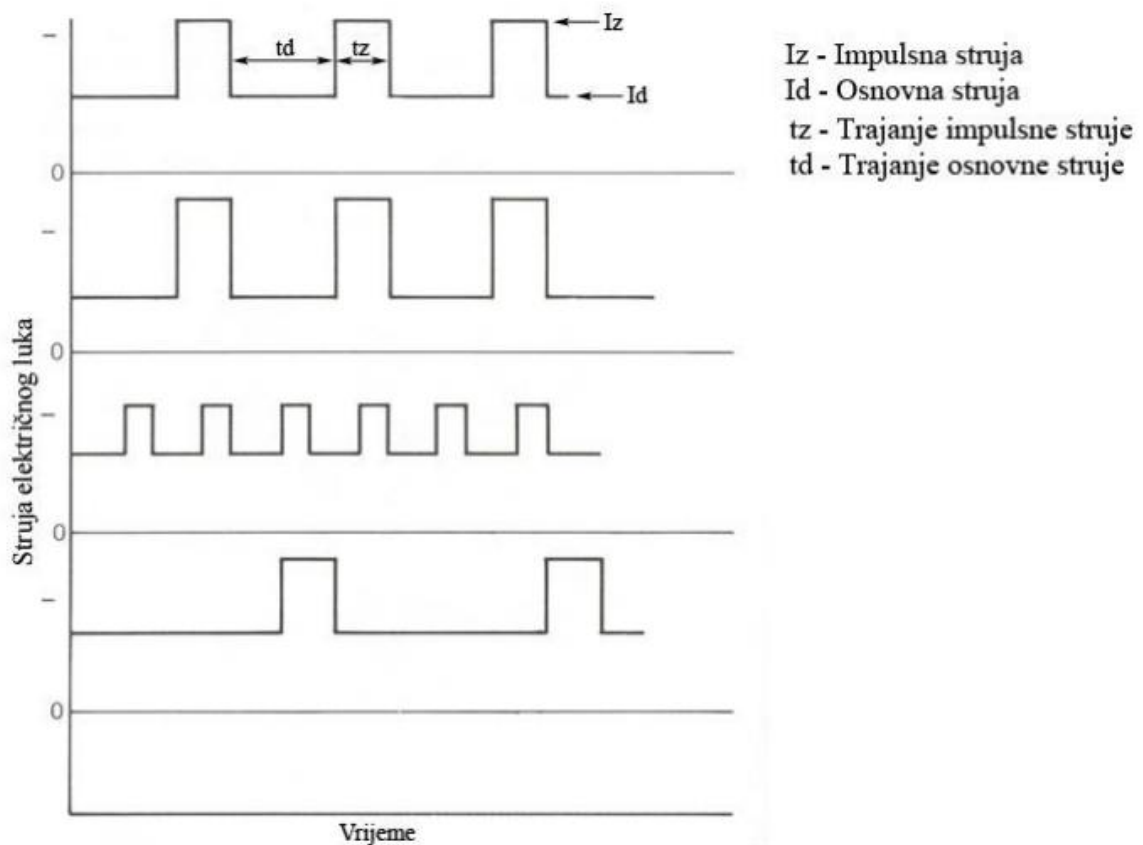 Iz
td
tz
Id
0
0
0
0
Struja električnog luka
Vrijeme
Iz - Impulsna struja
Id - Osnovna struja
tz - Trajanje impulsne struje
td - Trajanje osnovne struje